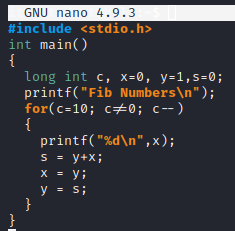 GNU nano 4.9.3
#include <stdio.h>
int main()
{
  long int c, x=0, y=1,s=0;
  printf("Fib Numbers\n");
  for(c=10; c≠0; c--)
  {
    printf("%d\n",x);
    s = y+x;
    x = y;
    y = s;
  }
}